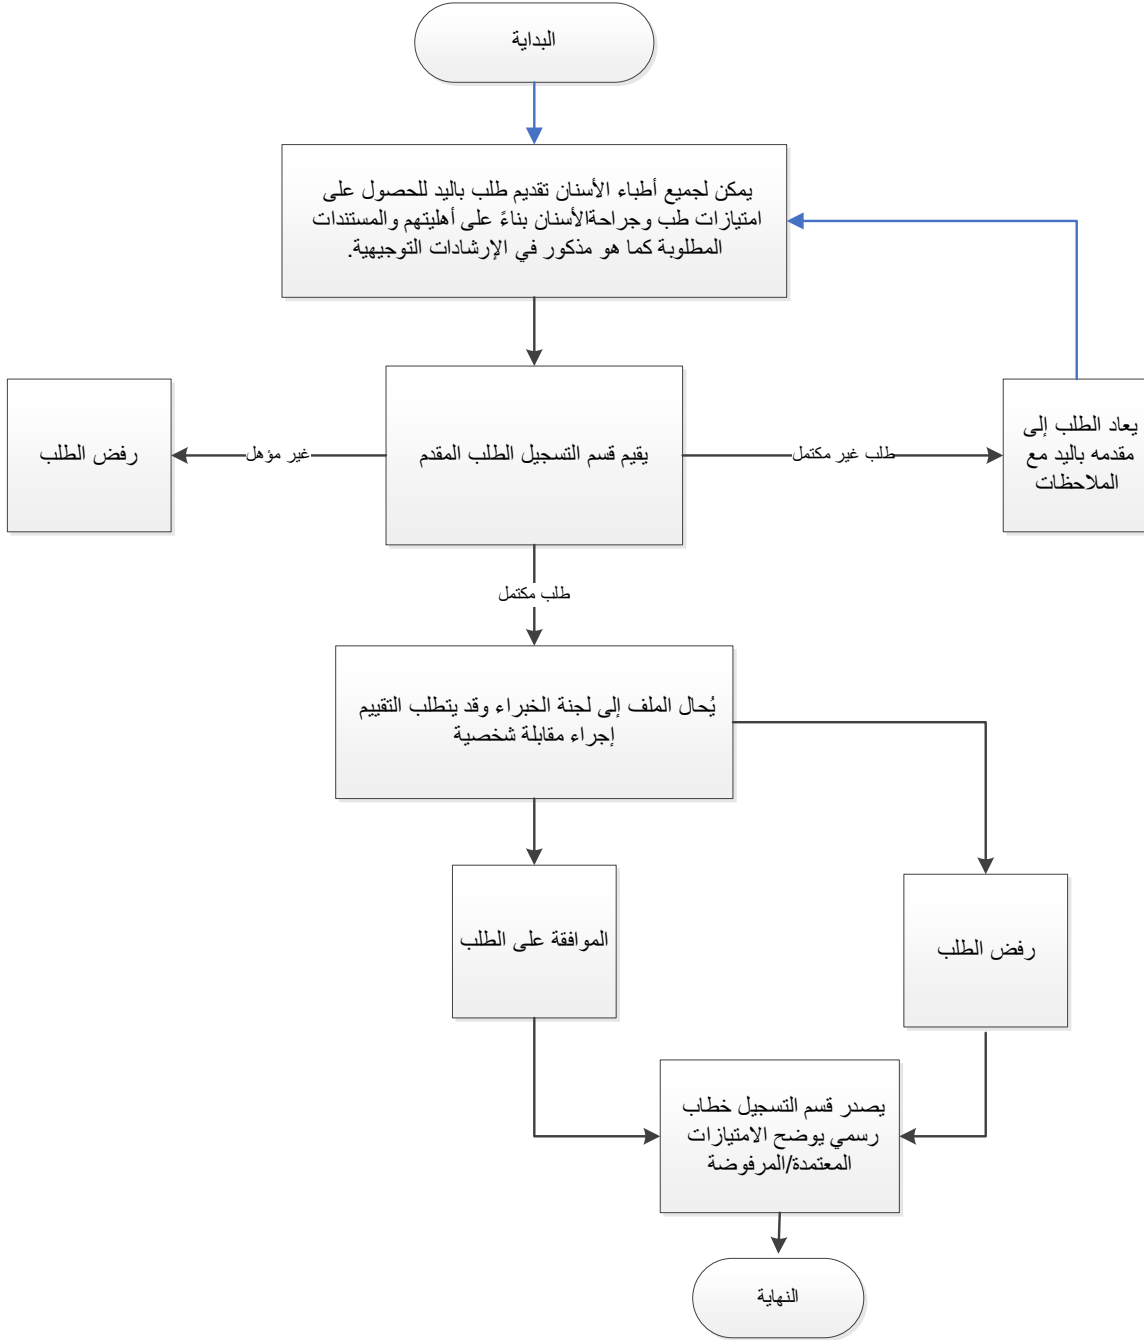 البداية
يمكن لجميع أطباء الأسنان تقديم طلب باليد للحصول على
امتيازات طب وجراحةالأسنان بناءً على أهليتهم والمستندات
المطلوبة كما هو مذكور في الإرشادات التوجيهية.
يعاد الطلب إلى
مقدمه باليد مع
الملاحظات
طلب غير مكتمل
يقيم قسم التسجيل الطلب المقدم
غير مؤهل
رفض الطلب
طلب مكتمل
يُحال الملف إلى لجنة الخبراء وقد يتطلب التقييم
إجراء مقابلة شخصية
رفض الطلب
الموافقة على الطلب
يصدر قسم التسجيل خطاب
رسمي يوضح الامتيازات
المعتمدة/المرفوضة
النهاية